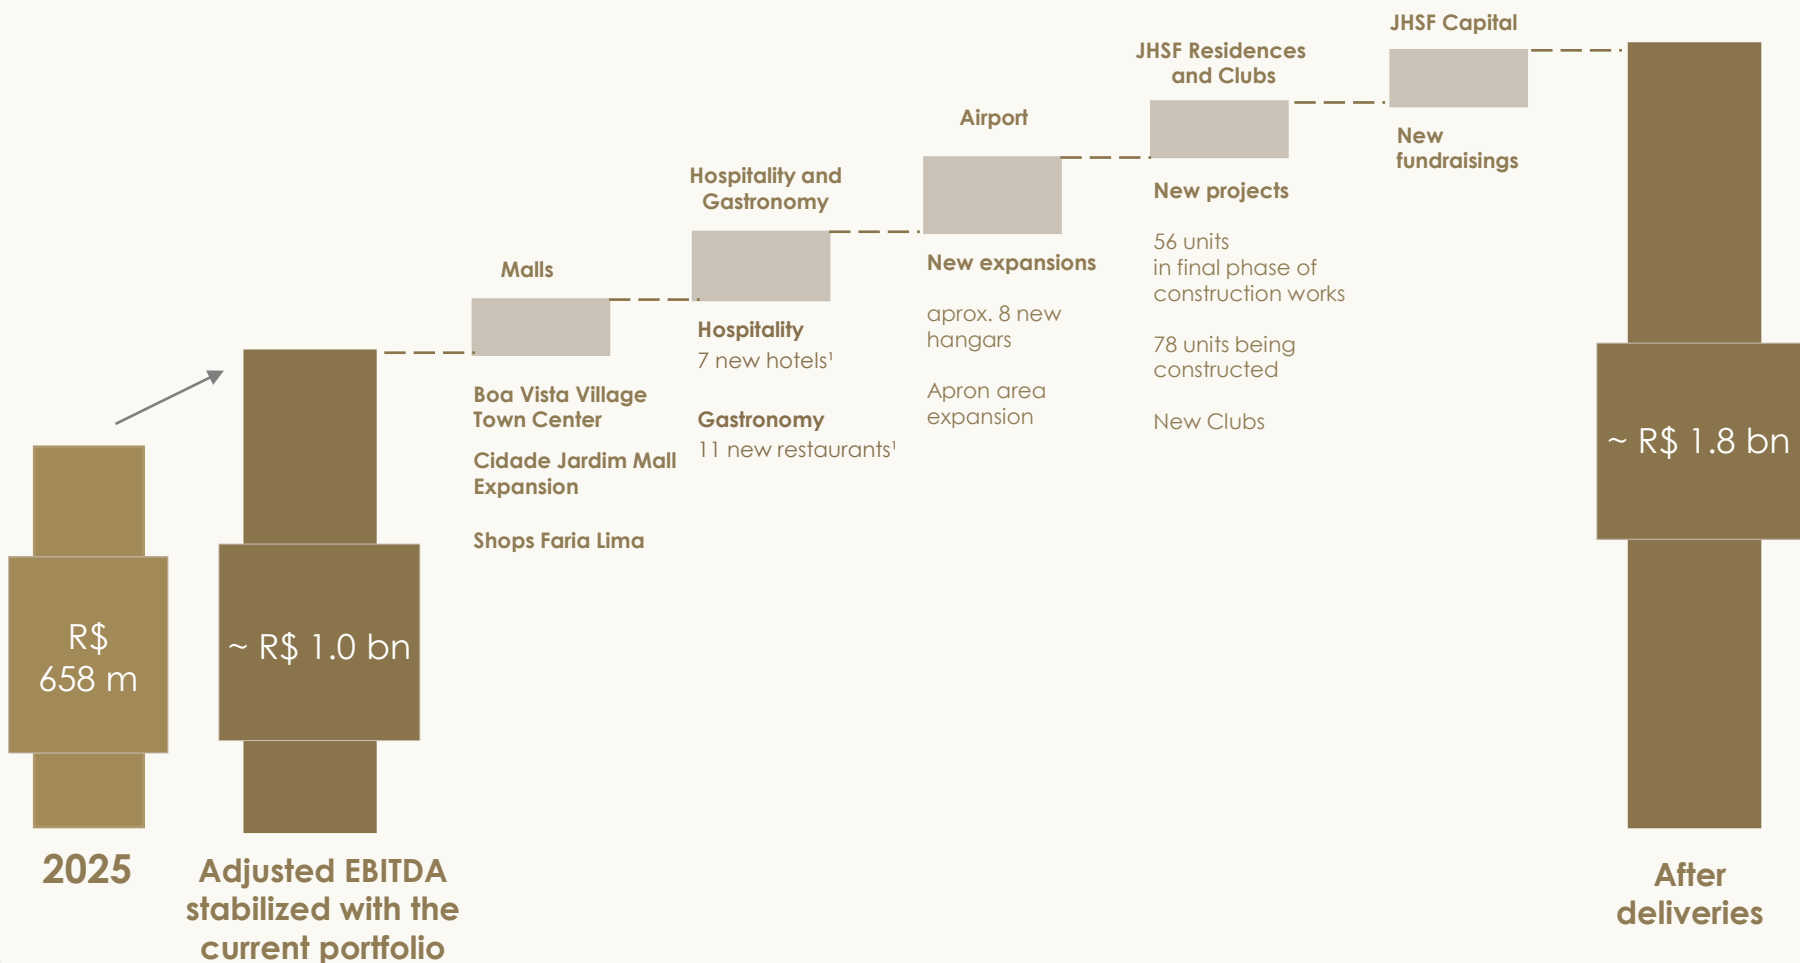 JHSF Capital
JHSF Residences
and Clubs
Airport
Hospitality and
Gastronomy
Malls
New
fundraisings
New projects
56 units
in final phase of
construction works
78 units being
constructed
New Clubs
New expansions
aprox. 8 new
hangars
Apron area
expansion
Hospitality
7 new hotels¹
Gastronomy
11 new restaurants¹
Boa Vista Village
Town Center
Cidade Jardim Mall
Expansion
Shops Faria Lima
R$
658 m
~ R$ 1.0 bn
~ R$ 1.8 bn
2025
Adjusted EBITDA
stabilized with the
current portfolio
After
deliveries